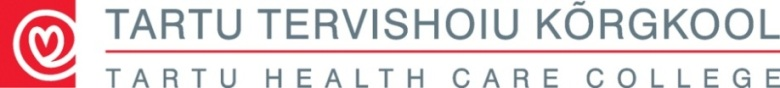 TARTU TERVISHOIU KÕRGKOOL
TARTU HEALTH CARE COLLEGE